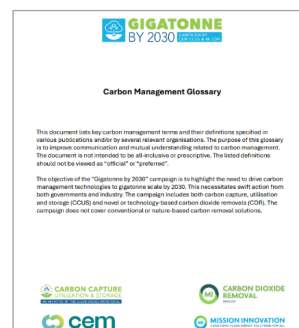 GIGATONNE
BY 2030
Carbon Management Glossary
This document lists key carbon management terms and their definitions specified in
various publications and/or by several relevant organisations. The purpose of this glossary
is to improve communication and mutual understanding related to carbon management.
The document is not intended to be all-inclusive or prescriptive. The listed definitions
should not be viewed as "official" or "preferred".
The objective of the "Gigatonne by 2030" campaign is to highlight the need to drive carbon
management technologies to gigatonne scale by 2030. This necessitates swift action from
both governments and industry. The campaign includes both carbon capture, utilisation
and storage (CCUS) and novel or technology-based carbon dioxide removals (CDR). The
campaign does not cover conventional or nature-based carbon removal solutions.
CARBON CAPTURE
UTILIZATION & STORAGE
MI
CARBON DIOXIDE
REMOVAL
cem
MI
MISSION INNOVATION